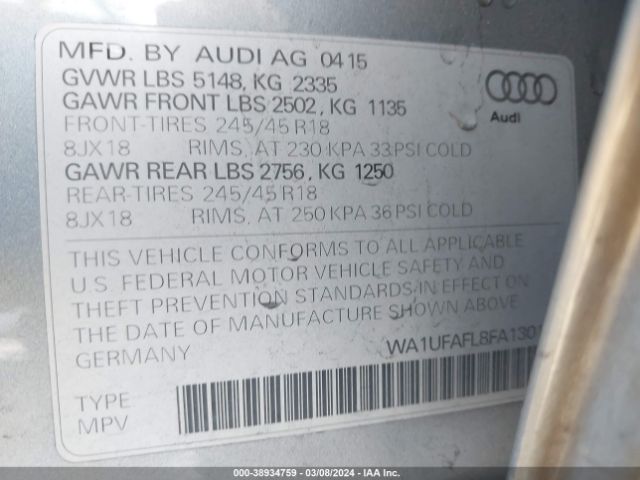 MFD. BY AUDI AG 04 15
GVWR LBS 5148, KG 2335
GAWR FRONT LBS 2502, KG 1135
FRONT-TIRES 245/45 R18
8JX18 RIMS, AT 230 KPA 33 PSI COLD
GAWR REAR LBS 2756, KG 1250
REAR-TIRES 245/45 R18
8JX18 RIMS, AT 250 KPA 36 PSI COLD
Audi
THIS VEHICLE CONFORMS TO ALL APPLICABLE
U.S. FEDERAL MOTOR VEHICLE SAFETY AND
THEFT PREVENTION STANDARDS IN EFFECT ON
THE DATE OF MANUFACTURE SHOWN ABOVE
GERMANY
WA1UFAFL8FA1301
TYPE
MPV
000-38934759 - 03/08/2024 - IAA Inc.